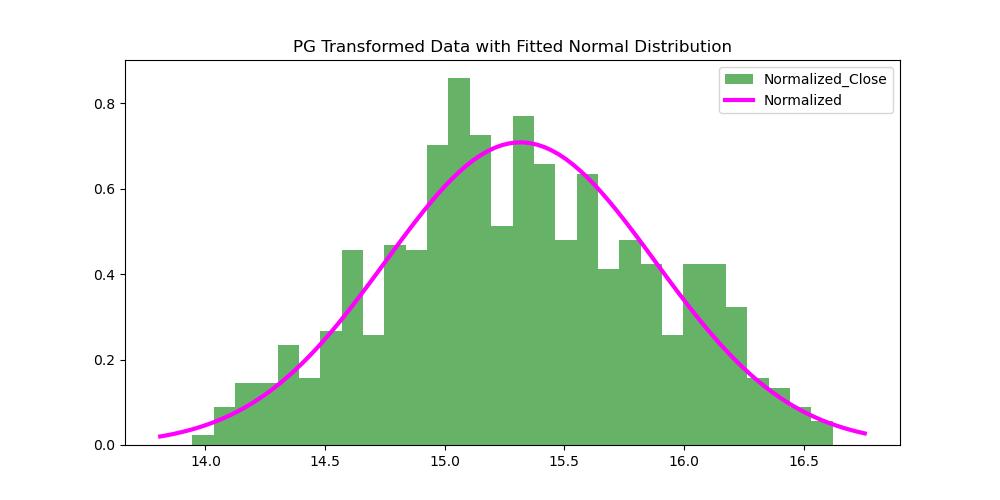 PG Transformed Data with Fitted Normal Distribution
Normalized_Close
Normalized
0.8
0.6
0.4
0.2
0.0
14.0 14.5 15.0 15.5 16.0 16.5